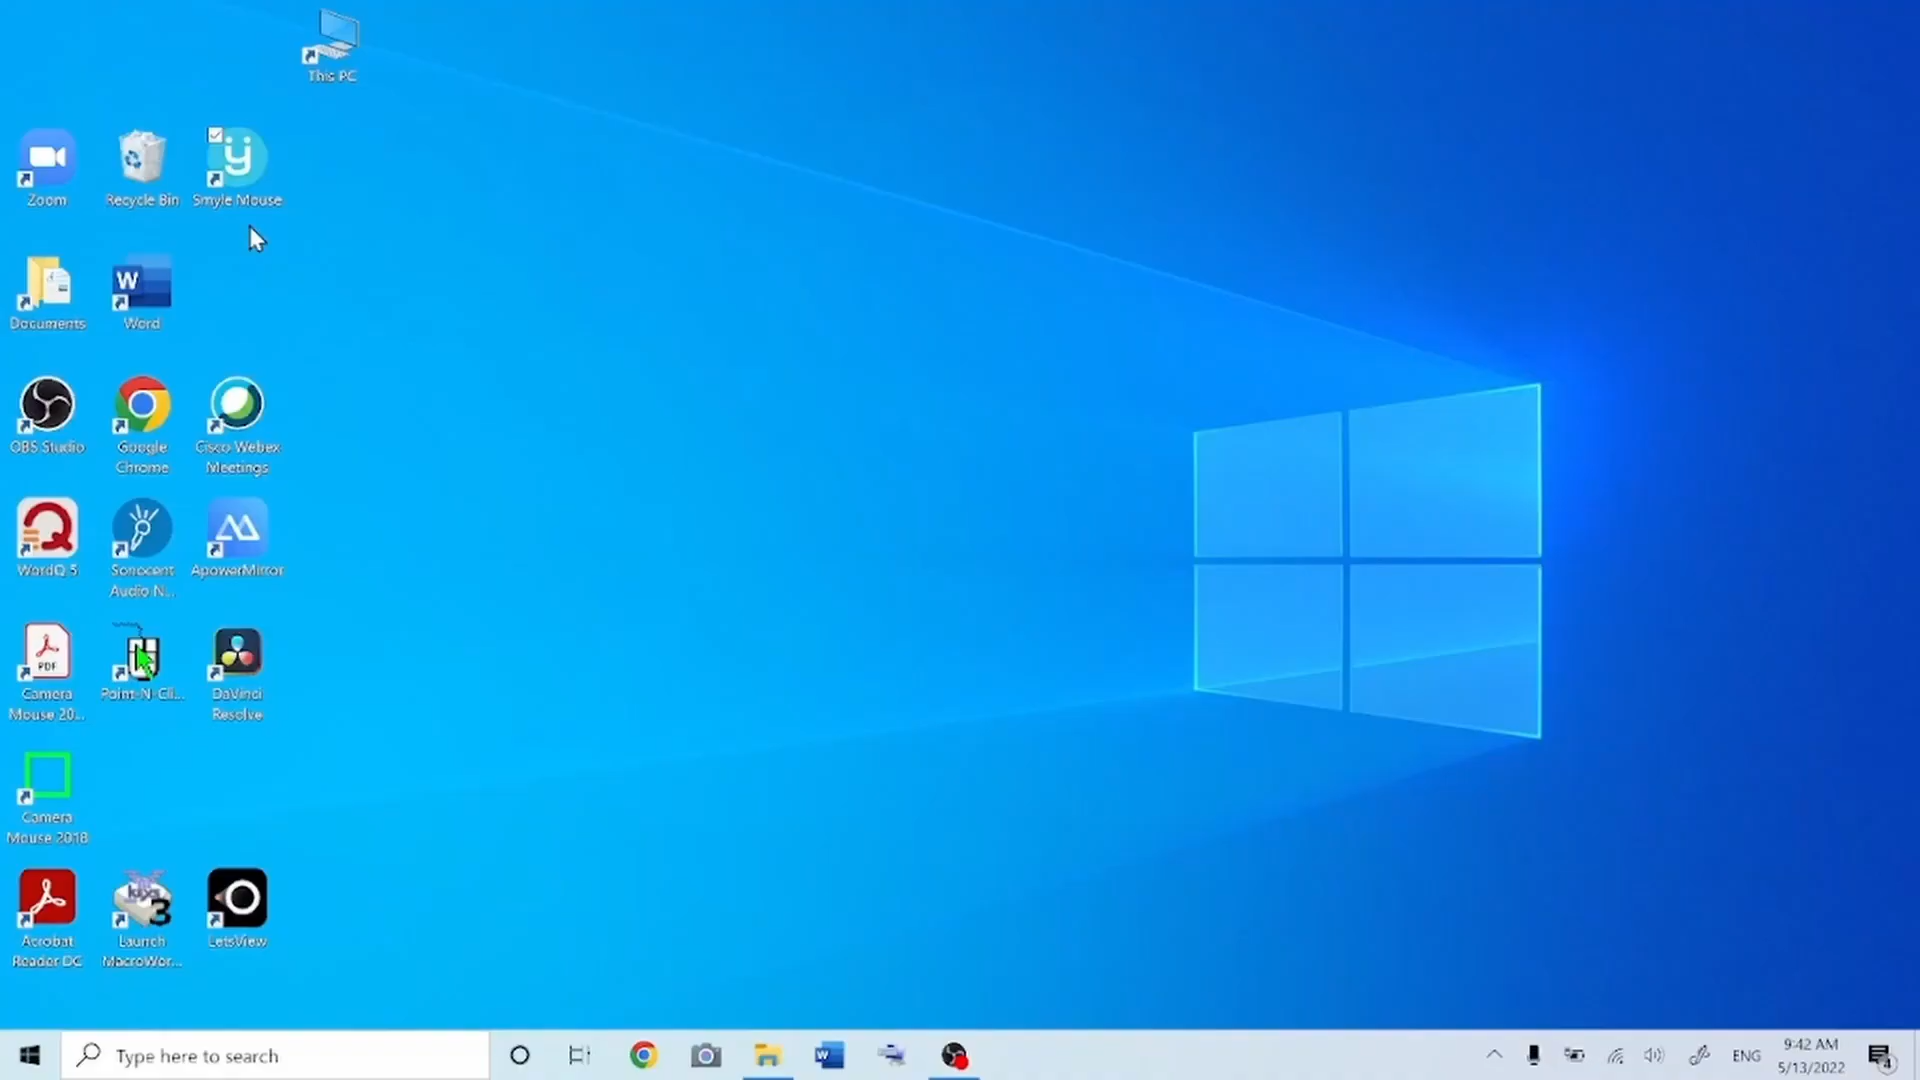 This PC
Zoom
Recycle Bin
Smyle Mouse
Documents
Word
OBS Studio
Google
Chrome
Cisco Webex
Meetings
WordQ 5
Sonocent
Audio N...
ApowerMirror
PDF
Camera
Mouse 20...
Point-N-Cli...
DaVinci
Resolve
Camera
Mouse 2018
Acrobat
Reader DC
Launch
MacroWor...
LetsView
Type here to search
ENG
9:42 AM
5/13/2022
4